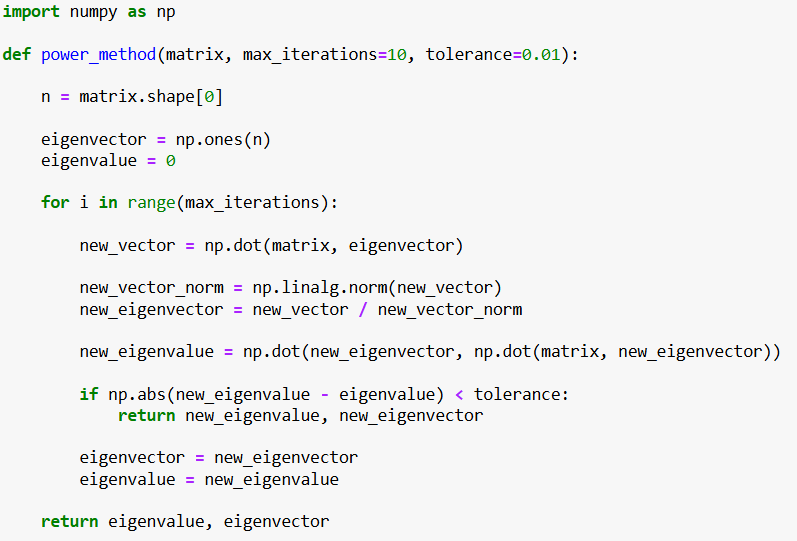 import numpy as np
def power_method(matrix, max_iterations=10, tolerance=0.01):
    n = matrix.shape[0]
    eigenvector = np.ones(n)
    eigenvalue = 0
    for i in range(max_iterations):
        new_vector = np.dot(matrix, eigenvector)
        new_vector_norm = np.linalg.norm(new_vector)
        new_eigenvector = new_vector / new_vector_norm
        new_eigenvalue = np.dot(new_eigenvector, np.dot(matrix, new_eigenvector))
        if np.abs(new_eigenvalue - eigenvalue) < tolerance:
            return new_eigenvalue, new_eigenvector
        eigenvector = new_eigenvector
        eigenvalue = new_eigenvalue
    return eigenvalue, eigenvector